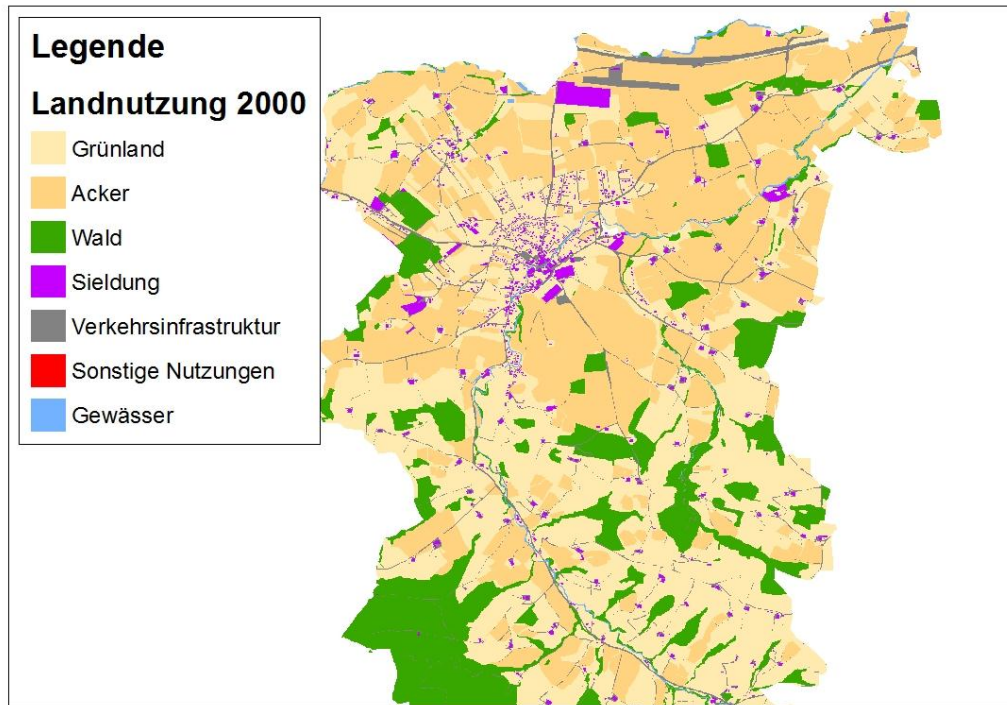 Legende
Landnutzung 2000
Grünland
Acker
Wald
Sieldung
Verkehrsinfrastruktur
Sonstige Nutzungen
Gewässer